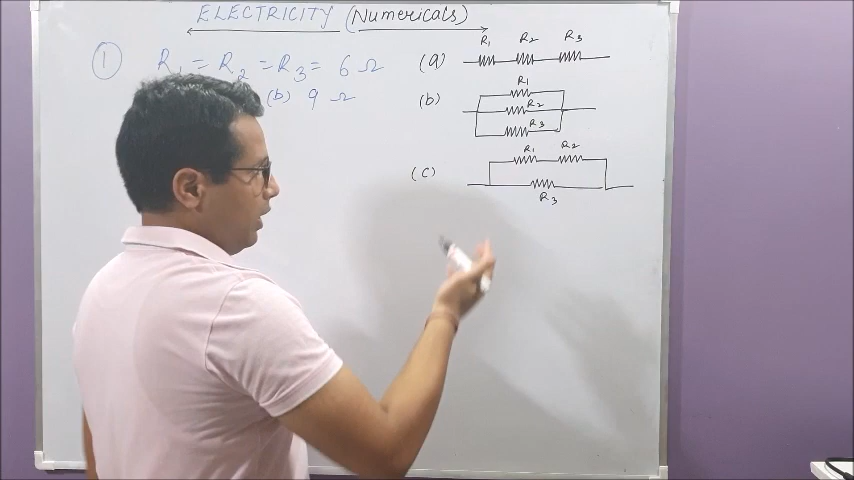 ELECTRICITY (Numericals)
1 R1 = R2 = R3 = 6 Ω
(b) 9 Ω
(a) R1 R2 R3
(b) R1
R2
R3
(c) R1 R2
R3